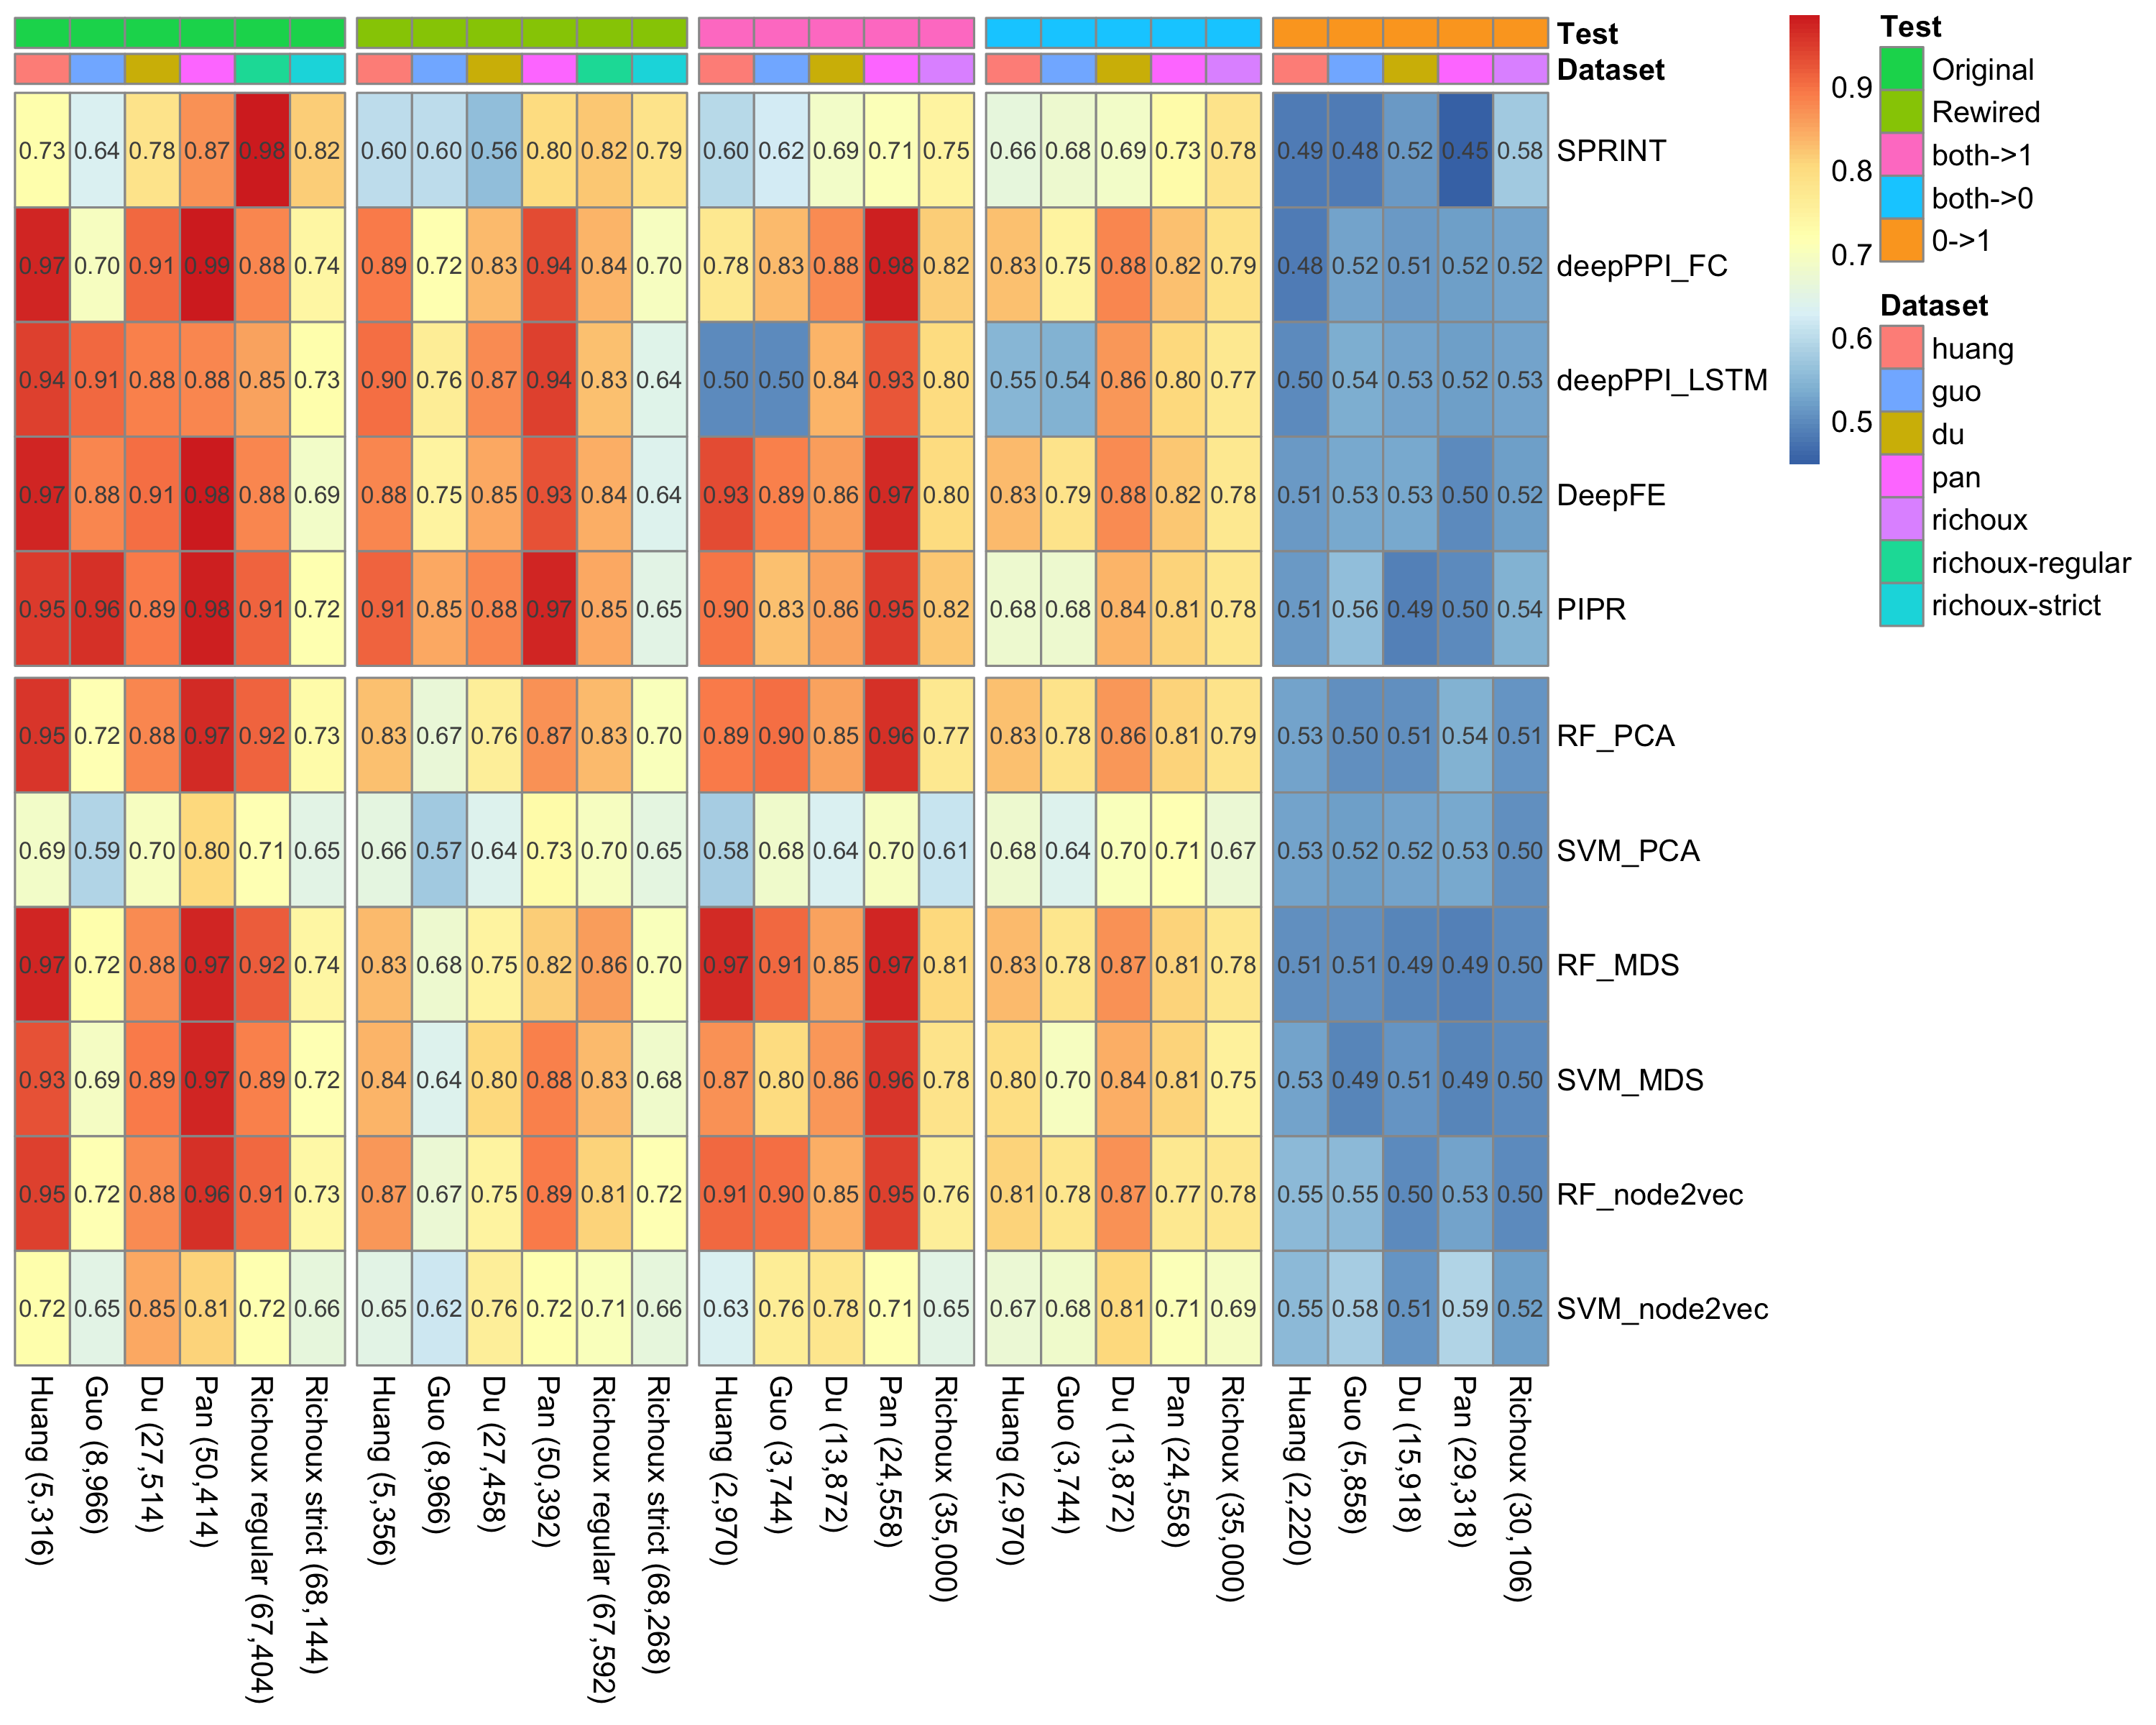 Test
Dataset
0.73 0.64 0.78 0.87 0.98 0.82 0.60 0.60 0.56 0.80 0.82 0.79 0.60 0.62 0.69 0.71 0.75 0.66 0.68 0.69 0.73 0.78 0.49 0.48 0.52 0.45 0.58 SPRINT
0.97 0.70 0.91 0.99 0.88 0.74 0.89 0.72 0.83 0.94 0.84 0.70 0.78 0.83 0.88 0.98 0.82 0.83 0.75 0.88 0.82 0.79 0.48 0.52 0.51 0.52 0.52 deepPPI_FC
0.94 0.91 0.88 0.88 0.85 0.73 0.90 0.76 0.87 0.94 0.83 0.64 0.50 0.50 0.84 0.93 0.80 0.55 0.54 0.86 0.80 0.77 0.50 0.54 0.53 0.52 0.53 deepPPI_LSTM
0.97 0.88 0.91 0.98 0.88 0.69 0.88 0.75 0.85 0.93 0.84 0.64 0.93 0.89 0.86 0.97 0.80 0.83 0.79 0.88 0.82 0.78 0.51 0.53 0.53 0.50 0.52 DeepFE
0.95 0.96 0.89 0.98 0.91 0.72 0.91 0.85 0.88 0.97 0.85 0.65 0.90 0.83 0.86 0.95 0.82 0.68 0.68 0.84 0.81 0.78 0.51 0.56 0.49 0.50 0.54 PIPR
0.95 0.72 0.88 0.97 0.92 0.73 0.83 0.67 0.76 0.87 0.83 0.70 0.89 0.90 0.85 0.96 0.77 0.83 0.78 0.86 0.81 0.79 0.53 0.50 0.51 0.54 0.51 RF_PCA
0.69 0.59 0.70 0.80 0.71 0.65 0.66 0.57 0.64 0.73 0.70 0.65 0.58 0.68 0.64 0.70 0.61 0.68 0.64 0.70 0.71 0.67 0.53 0.52 0.52 0.53 0.50 SVM_PCA
0.97 0.72 0.88 0.97 0.92 0.74 0.83 0.68 0.75 0.82 0.86 0.70 0.97 0.91 0.85 0.97 0.81 0.83 0.78 0.87 0.81 0.78 0.51 0.51 0.49 0.49 0.50 RF_MDS
0.93 0.69 0.89 0.97 0.89 0.72 0.84 0.64 0.80 0.88 0.83 0.68 0.87 0.80 0.86 0.96 0.78 0.80 0.70 0.84 0.81 0.75 0.53 0.49 0.51 0.49 0.50 SVM_MDS
0.95 0.72 0.88 0.96 0.91 0.73 0.87 0.67 0.75 0.89 0.81 0.72 0.91 0.90 0.85 0.95 0.76 0.81 0.78 0.87 0.77 0.78 0.55 0.55 0.50 0.53 0.50 RF_node2vec
0.72 0.65 0.85 0.81 0.72 0.66 0.65 0.62 0.76 0.72 0.71 0.66 0.63 0.76 0.78 0.71 0.65 0.67 0.68 0.81 0.71 0.69 0.55 0.58 0.51 0.59 0.52 SVM_node2vec
Huang (5,316)
Guo (8,966)
Du (27,514)
Pan (50,414)
Richoux regular (67,404)
Richoux strict (68,144)
Huang (5,356)
Guo (8,966)
Du (27,458)
Pan (50,392)
Richoux regular (67,592)
Richoux strict (68,268)
Huang (2,970)
Guo (3,744)
Du (13,872)
Pan (24,558)
Richoux (35,000)
Huang (2,970)
Guo (3,744)
Du (13,872)
Pan (24,558)
Richoux (35,000)
Huang (2,220)
Guo (5,858)
Du (15,918)
Pan (29,318)
Richoux (30,106)
0.9
0.8
0.7
0.6
0.5
Test
Original
Rewired
both->1
both->0
0->1
Dataset
huang
guo
du
pan
richoux
richoux-regular
richoux-strict